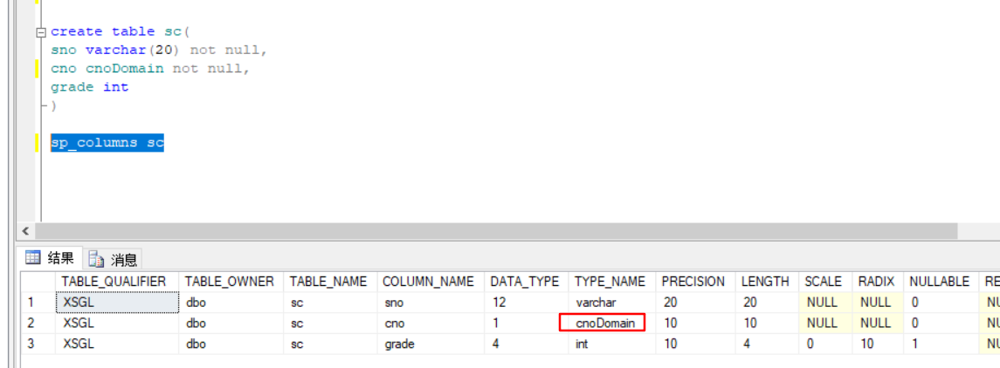 create table sc(
sno varchar(20) not null,
cno cnoDomain not null,
grade int
)
sp_columns sc
结果 消息
TABLE_QUALIFIER TABLE_OWNER TABLE_NAME COLUMN_NAME DATA_TYPE TYPE_NAME PRECISION LENGTH SCALE RADIX NULLABLE RE
1 XSGL dbo sc sno 12 varchar 20 20 NULL NULL 0 NU
2 XSGL dbo sc cno 1 cnoDomain 10 10 NULL NULL 0 NU
3 XSGL dbo sc grade 4 int 10 4 0 10 1 NU